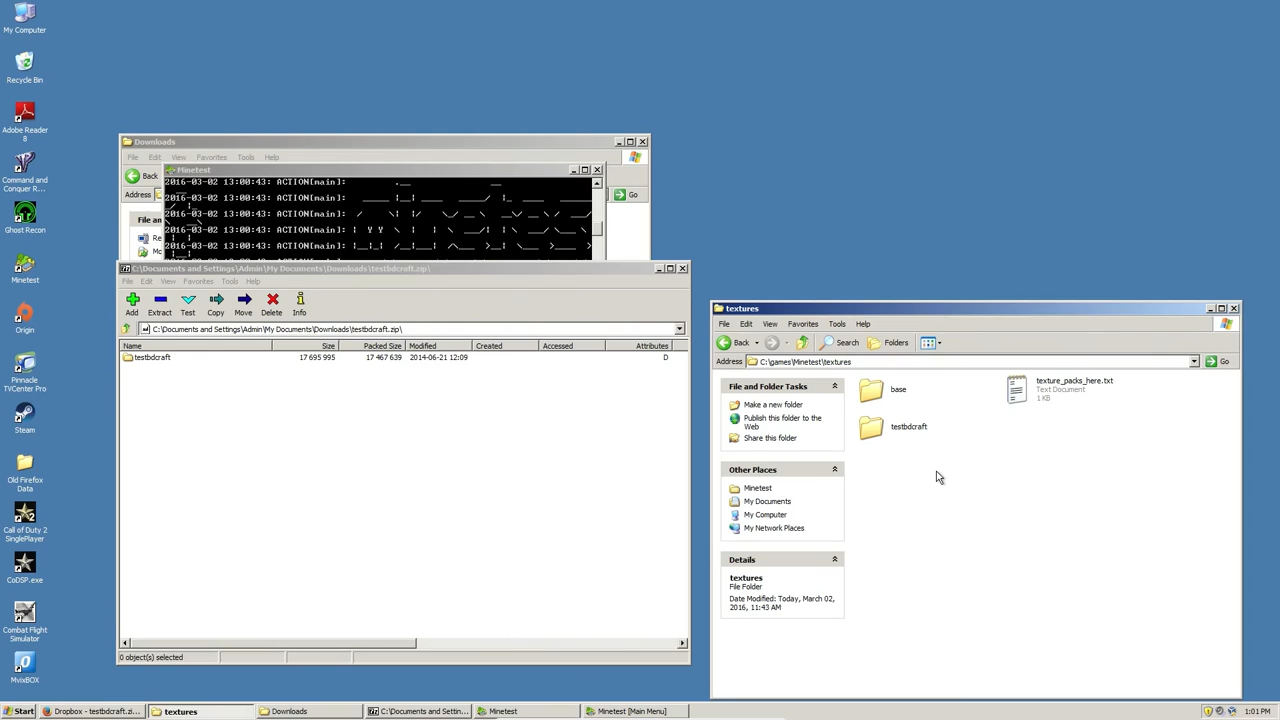 My Computer
Recycle Bin
Adobe Reader
8
Command and
Conquer R...
Ghost Recon
Minetest
Origin
Pinnacle
TVCenter Pro
Steam
Old Firefox
Data
Call of Duty 2
SinglePlayer
CoDSP.exe
Combat Flight
Simulator
MvixBOX
Downloads
File Edit View Favorites Tools Help
Back
Address
Go
File an
Re
Mo
Minetest
2016-03-02 13:00:43: ACTION[main]:
2016-03-02 13:00:43: ACTION[main]:
2016-03-02 13:00:43: ACTION[main]:
2016-03-02 13:00:43: ACTION[main]:
2016-03-02 13:00:43: ACTION[main]:
C:\Documents and Settings\Admin\My Documents\Downloads\testbdcraft.zip\
File Edit View Favorites Tools Help
Add Extract Test Copy Move Delete Info
C:\Documents and Settings\Admin\My Documents\Downloads\testbdcraft.zip\
Name Size Packed Size Modified Created Accessed Attributes
testbdcraft 17 695 995 17 467 639 2014-06-21 12:09 D
0 object(s) selected
textures
File Edit View Favorites Tools Help
Back Search Folders
Address C:\games\Minetest\textures Go
File and Folder Tasks
Make a new folder
Publish this folder to the
Web
Share this folder
Other Places
Minetest
My Documents
My Computer
My Network Places
Details
textures
File Folder
Date Modified: Today, March 02,
2016, 11:43 AM
base
testbdcraft
texture_packs_here.txt
Text Document
1 KB
Start Dropbox - testbdcraft.zi... textures Downloads C:\Documents and Settin... Minetest Minetest [Main Menu] 1:01 PM